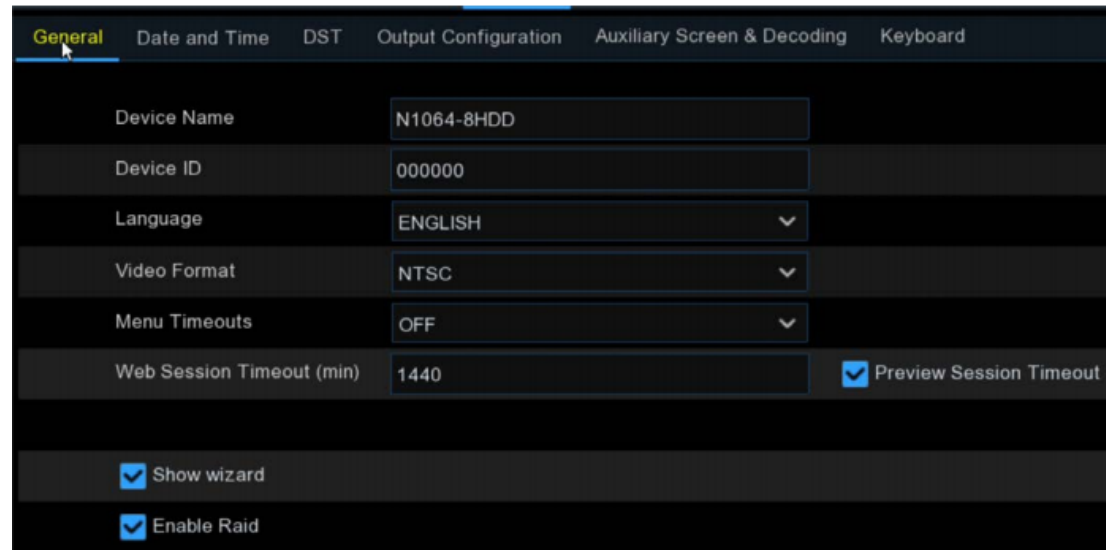 General Date and Time DST Output Configuration Auxiliary Screen & Decoding Keyboard
Device Name N1064-8HDD
Device ID 000000
Language ENGLISH
Video Format NTSC
Menu Timeouts OFF
Web Session Timeout (min) 1440 Preview Session Timeout
Show wizard
Enable Raid